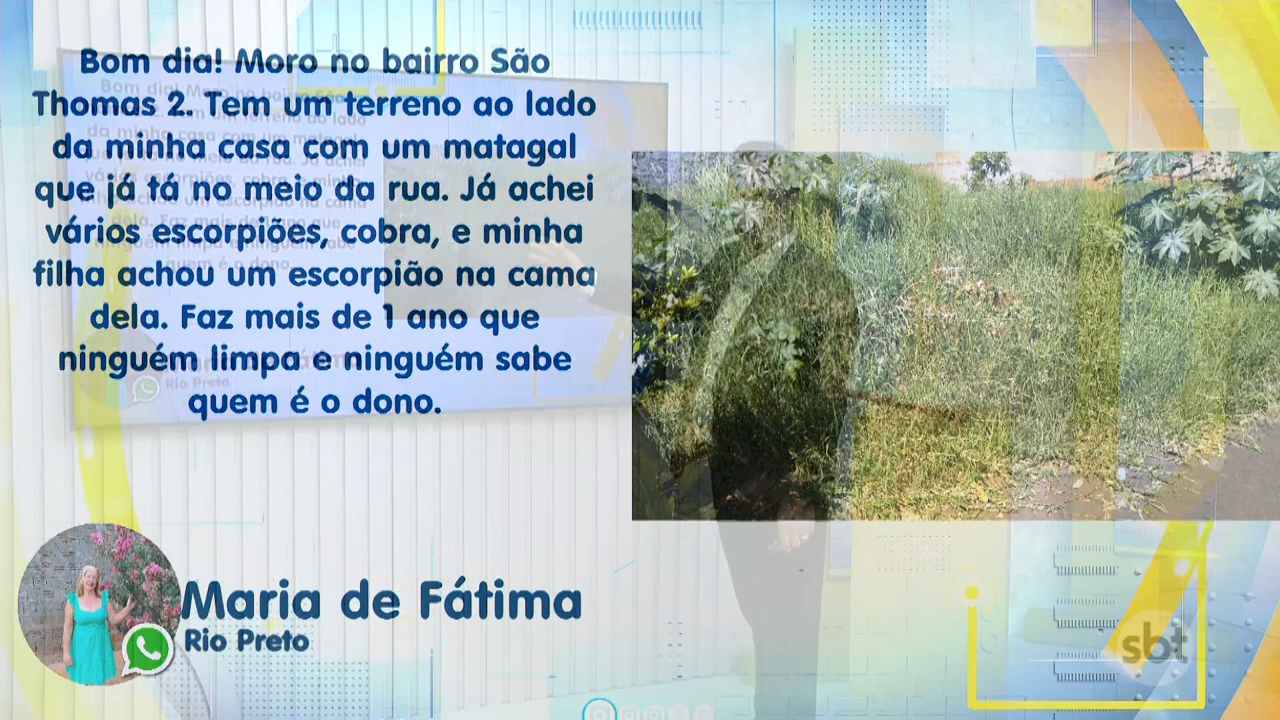 Bom dia! Moro no bairro São
Thomas 2. Tem um terreno ao lado
da minha casa com um matagal
que já tá no meio da rua. Já achei
vários escorpiões, cobra, e minha
filha achou um escorpião na cama
dela. Faz mais de 1 ano que
ninguém limpa e ninguém sabe
quem é o dono.
Maria de Fátima
Rio Preto
sbt